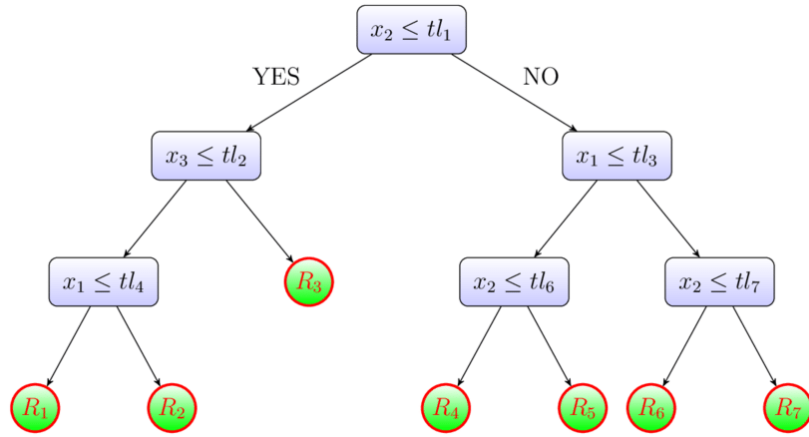 x₂ ≤ tl₁
YES NO
x₃ ≤ tl₂ x₁ ≤ tl₃
x₁ ≤ tl₄ R₃ x₂ ≤ tl₆ x₂ ≤ tl₇
R₁ R₂ R₄ R₅ R₆ R₇